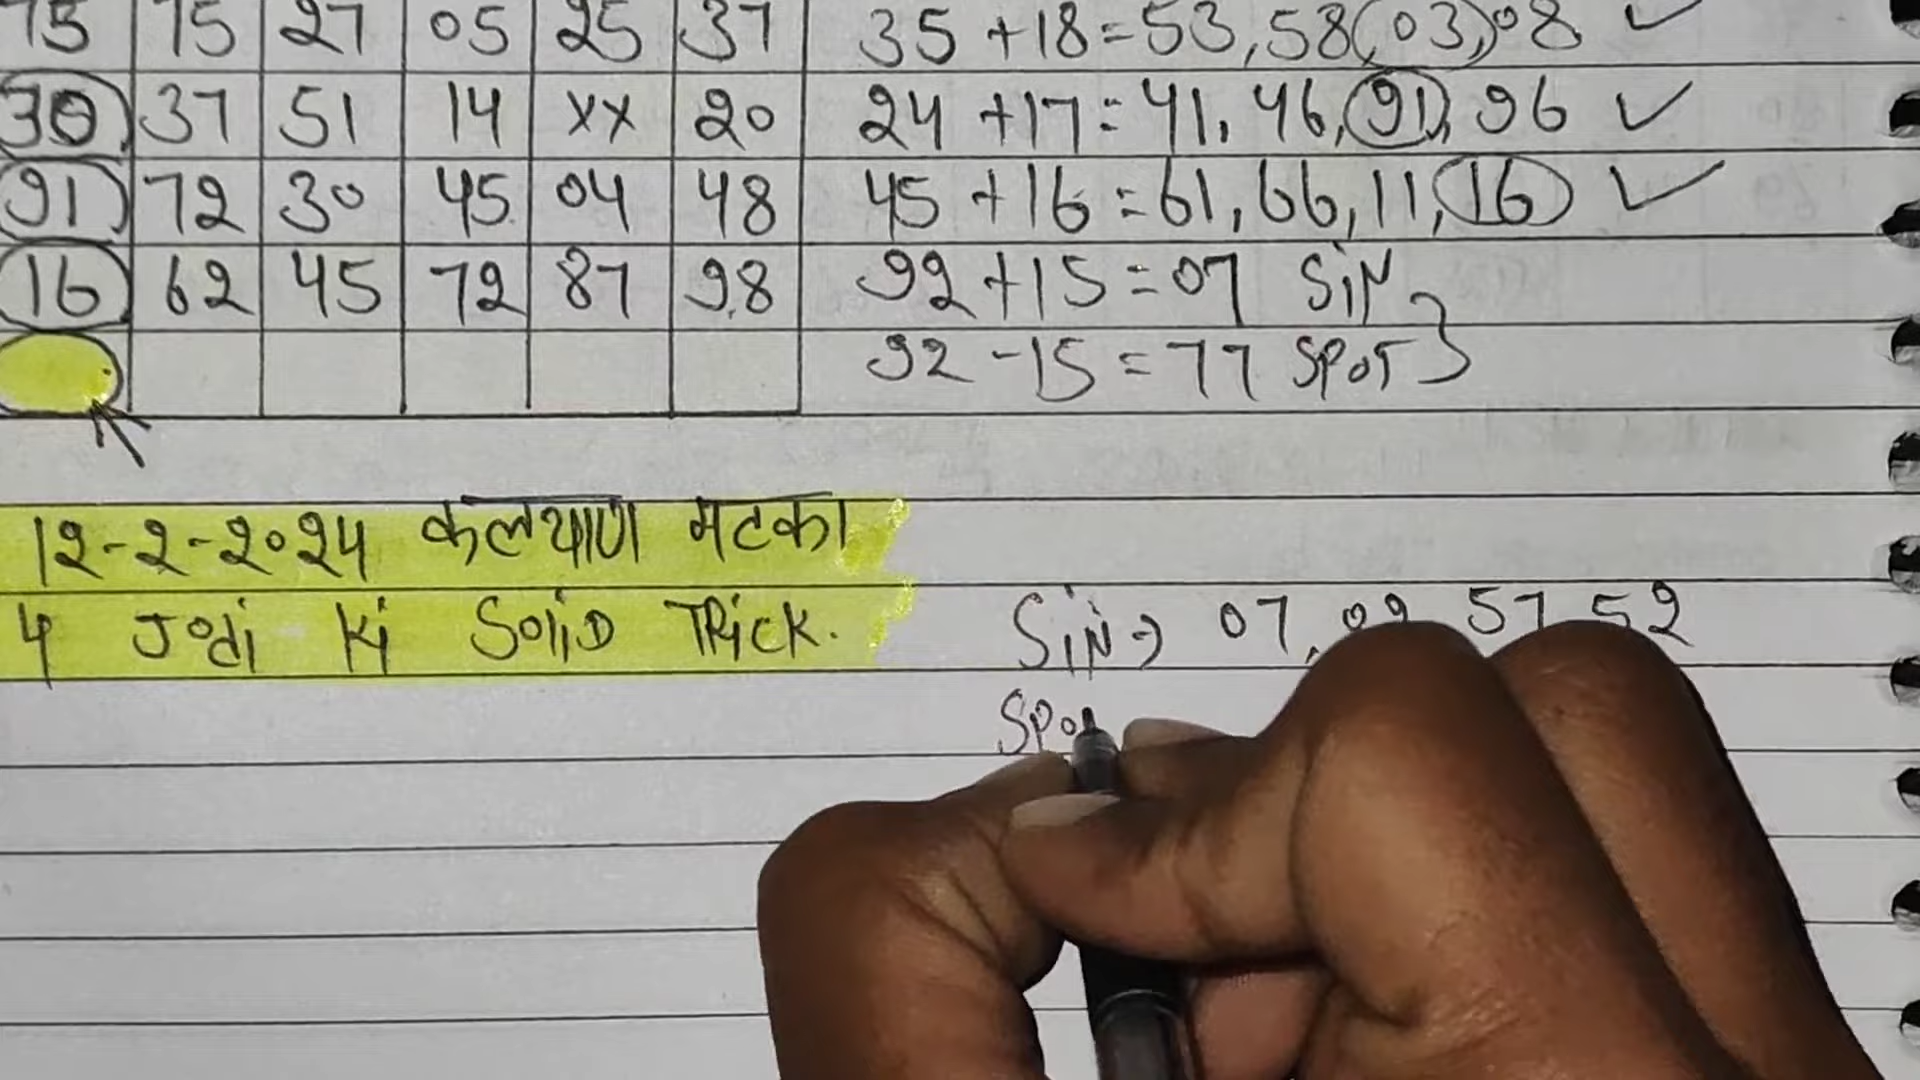 75 75 27 05 25 37 35 +18=53,58,03,08 ✓
30 37 51 14 xx 20 24 +17=41,46,91,96 ✓
91 72 30 45 04 48 45 +16=61,66,11,16 ✓
16 62 45 72 87 98 92 +15=07 SiN
92 -15=77 SPOT
12-2-2024 कल्याण मटका
4 Jodi Ki SoliD TRick. SiN→ 07, 57 52
Spo